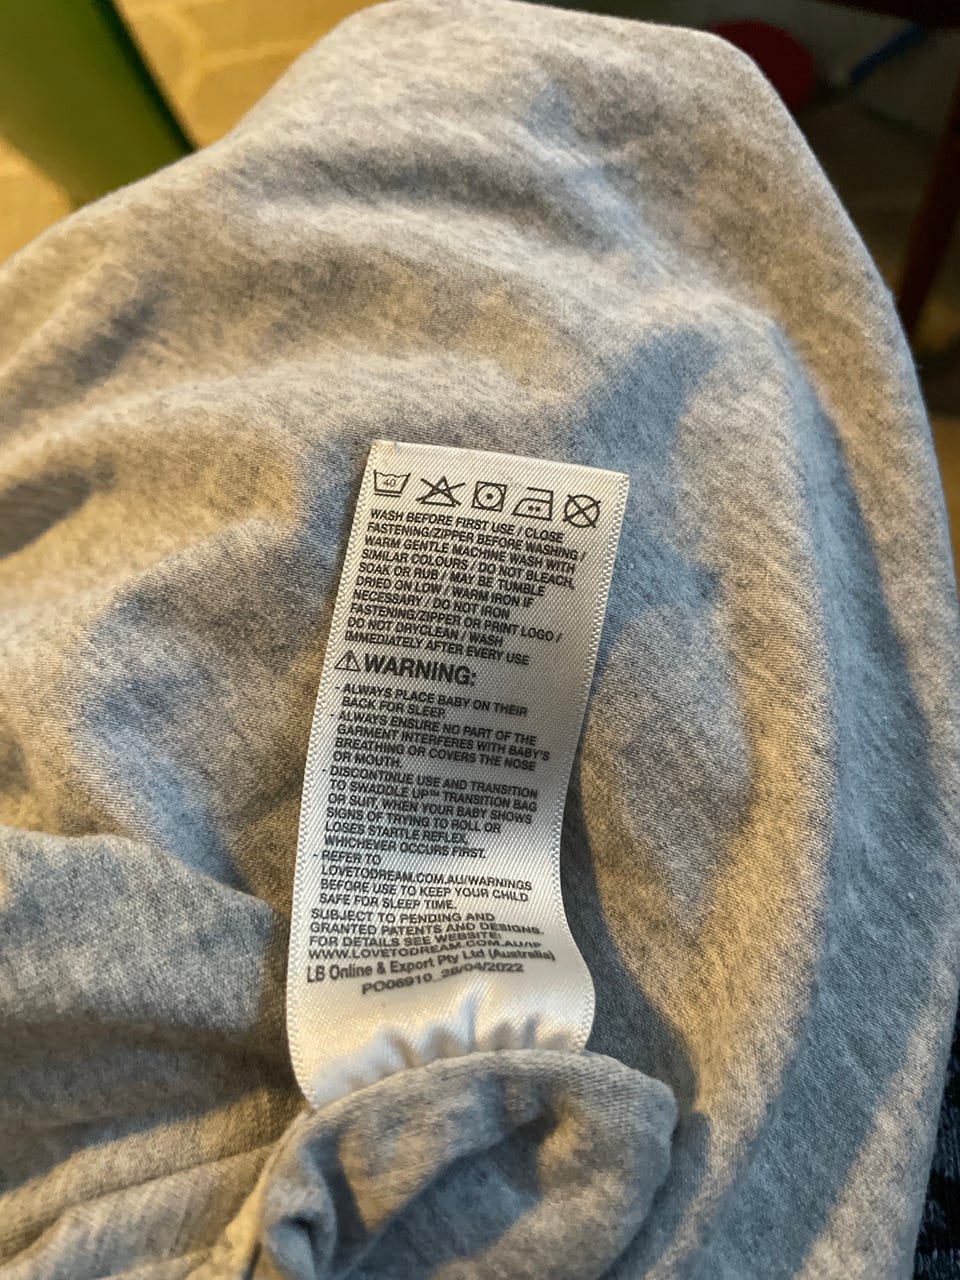 40
WASH BEFORE FIRST USE / CLOSE
FASTENING/ZIPPER BEFORE WASHING /
WARM GENTLE MACHINE WASH WITH
SIMILAR COLOURS / DO NOT BLEACH,
SOAK OR RUB / MAY BE TUMBLE
DRIED ON LOW / WARM IRON IF
NECESSARY / DO NOT IRON
FASTENING/ZIPPER OR PRINT LOGO /
DO NOT DRYCLEAN / WASH
IMMEDIATELY AFTER EVERY USE
WARNING:
- ALWAYS PLACE BABY ON THEIR
BACK FOR SLEEP
- ALWAYS ENSURE NO PART OF THE
GARMENT INTERFERES WITH BABY'S
BREATHING OR COVERS THE NOSE
OR MOUTH.
- DISCONTINUE USE AND TRANSITION
TO SWADDLE UP™ TRANSITION BAG
OR SUIT, WHEN YOUR BABY SHOWS
SIGNS OF TRYING TO ROLL OR
LOSES STARTLE REFLEX,
WHICHEVER OCCURS FIRST.
- REFER TO
LOVETODREAM.COM.AU/WARNINGS
BEFORE USE TO KEEP YOUR CHILD
SAFE FOR SLEEP TIME.
SUBJECT TO PENDING AND
GRANTED PATENTS AND DESIGNS.
FOR DETAILS SEE WEBSITE:
WWW.LOVETODREAM.COM.AU/IP
LB Online & Export Pty Ltd (Australia)
PO06910_28/04/2022